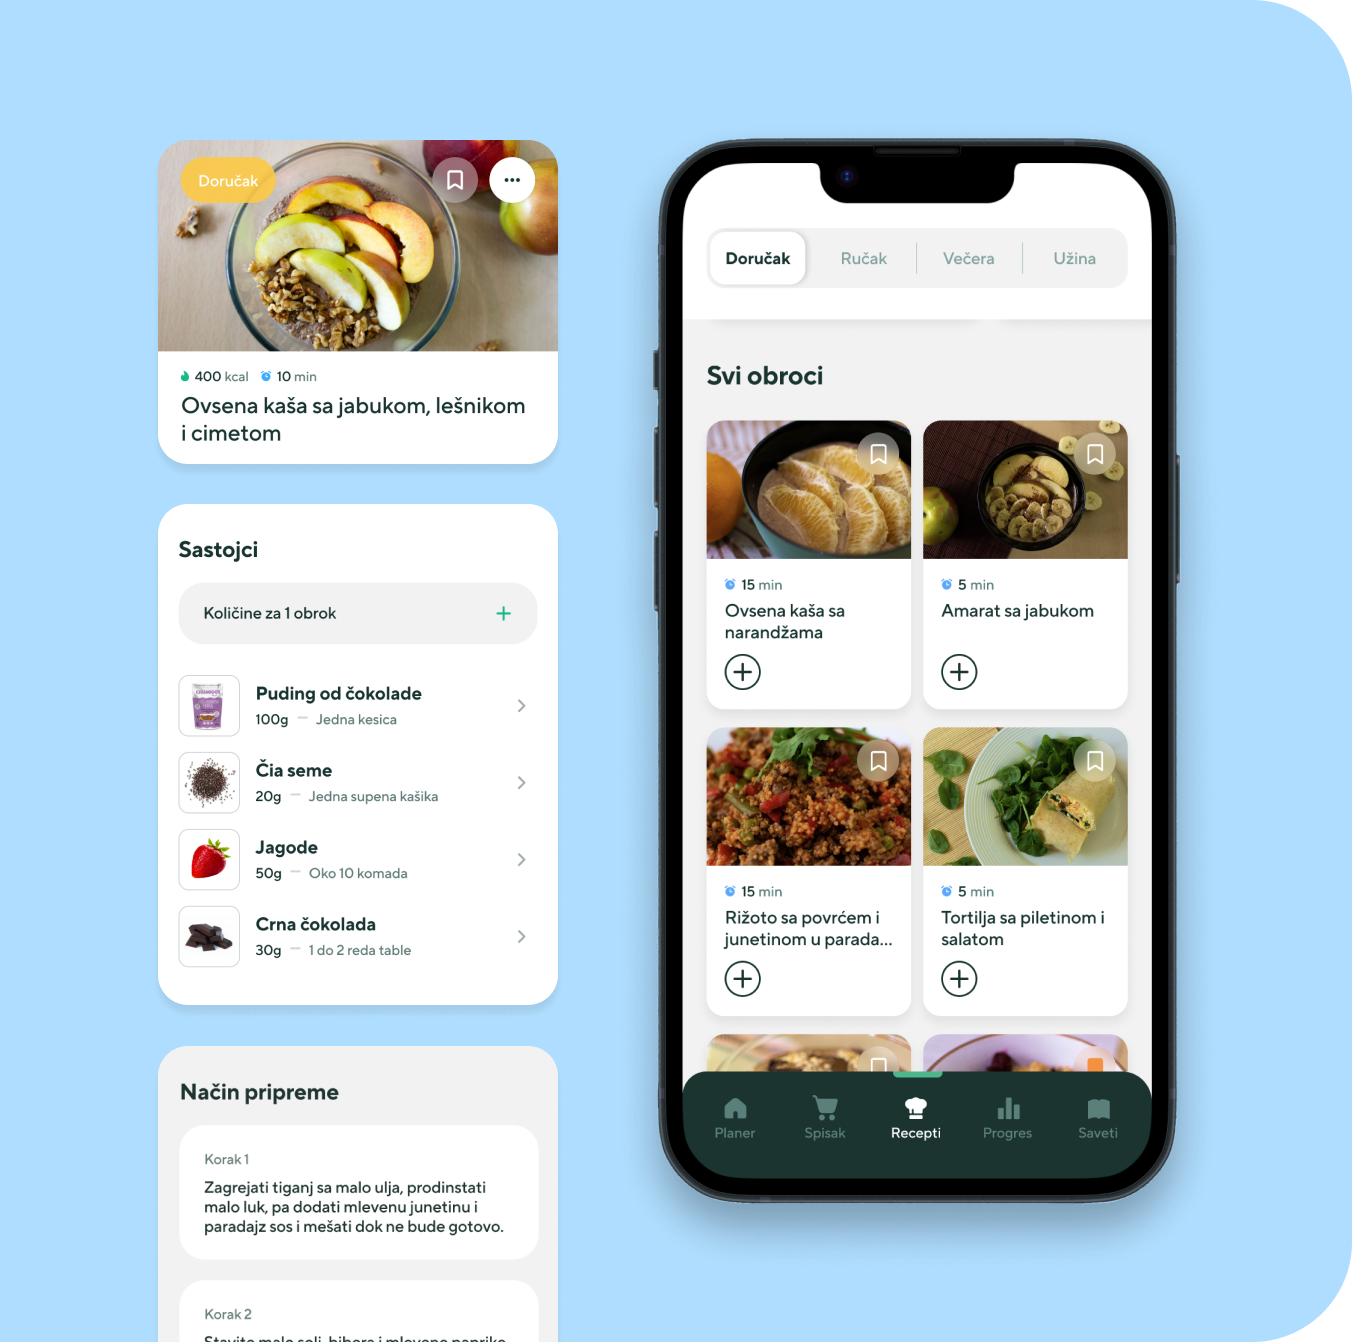 Doručak
400 kcal 10 min
Ovsena kaša sa jabukom, lešnikom
i cimetom
Sastojci
Količine za 1 obrok
Puding od čokolade
100g – Jedna kesica
Čia seme
20g – Jedna supena kašika
Jagode
50g – Oko 10 komada
Crna čokolada
30g – 1 do 2 reda table
Način pripreme
Korak 1
Zagrejati tiganj sa malo ulja, prodinstati
malo luk, pa dodati mlevenu junetinu i
paradajz sos i mešati dok ne bude gotovo.
Korak 2
Doručak Ručak Večera Užina
Svi obroci
15 min
Ovsena kaša sa
narandžama
5 min
Amarat sa jabukom
15 min
Rižoto sa povrćem i
junetinom u parada...
5 min
Tortilja sa piletinom i
salatom
Planer Spisak Recepti Progres Saveti